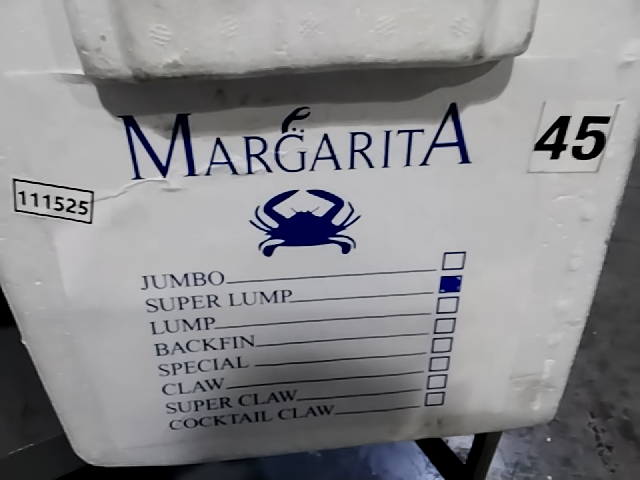 MARGARITA
45
111525
JUMBO
SUPER LUMP
LUMP
BACKFIN
SPECIAL
CLAW
SUPER CLAW
COCKTAIL CLAW